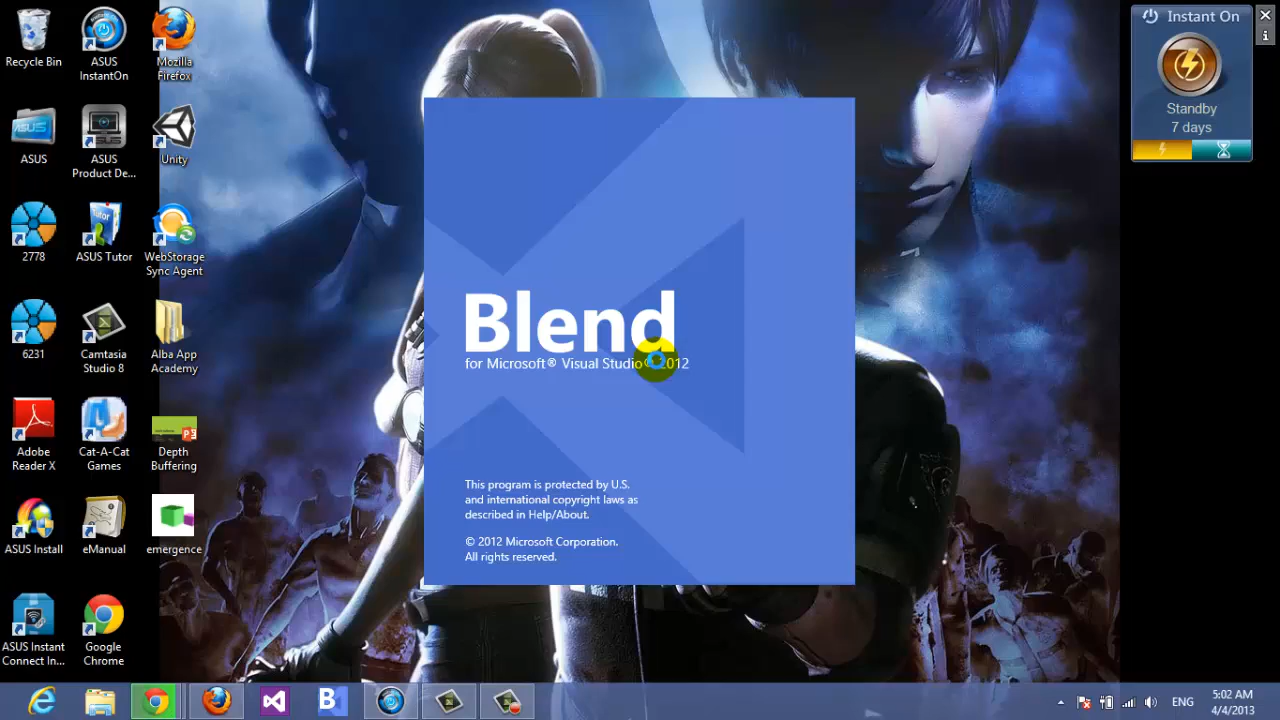 Recycle Bin
ASUS
InstantOn
Mozilla
Firefox
ASUS
ASUS
Product De...
Unity
2778
ASUS Tutor
WebStorage
Sync Agent
6231
Camtasia
Studio 8
Alba App
Academy
Adobe
Reader X
Cat-A-Cat
Games
Depth
Buffering
ASUS Install
eManual
emergence
ASUS Instant
Connect In...
Google
Chrome
Blend
for Microsoft® Visual Studio® 2012
This program is protected by U.S.
and international copyright laws as
described in Help/About.
© 2012 Microsoft Corporation.
All rights reserved.
Instant On
Standby
7 days
ENG
5:02 AM
4/4/2013